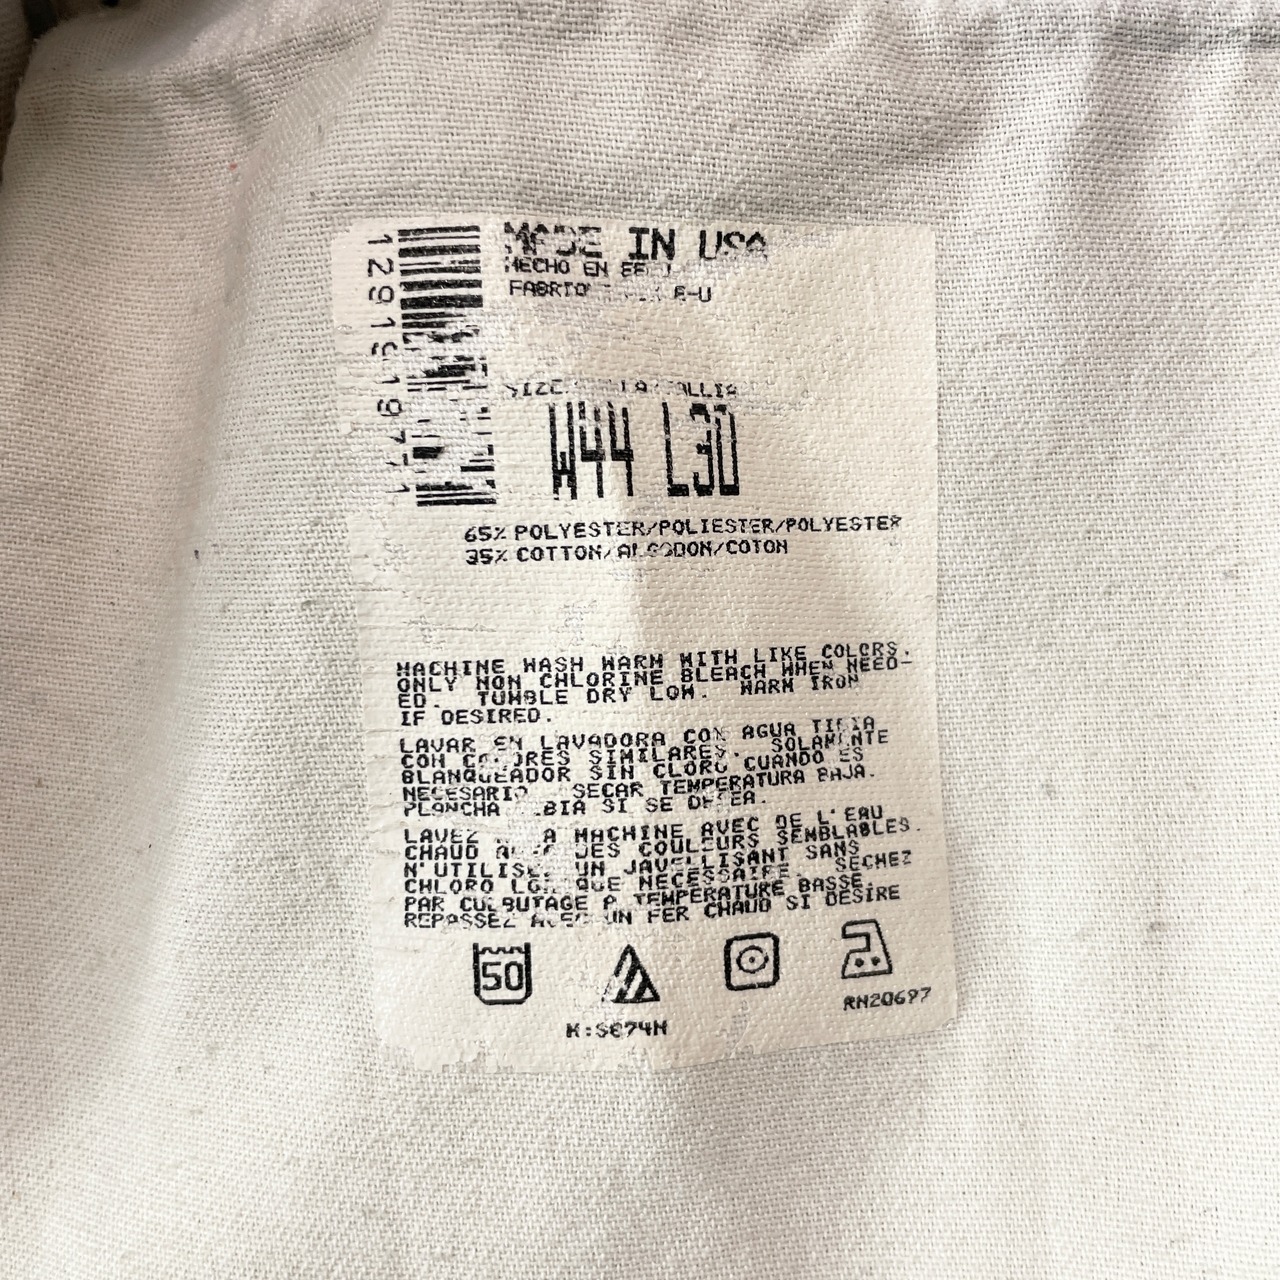 MADE IN USA
HECHO EN
E-U
SIZE
W44 L30
65% POLYESTER/POLIESTER/POLYESTER
35% COTTON/ALGODON/COTON
MACHINE WASH WARM WITH LIKE COLORS.
ONLY NON CHLORINE BLEACH WHEN NEED-
ED. TUMBLE DRY LOW. WARM IRON
IF DESIRED.
LAVAR EN LAVADORA CON AGUA TIBIA
CON COLORES SIMILARES. SOLAMENTE
BLANQUEADOR SIN CLORO CUANDO ES
NECESARIO SECAR TEMPERATURA BAJA.
PLANCHA SI SE DESEA.
LAVEZ A MACHINE AVEC DE L'EAU
CHAUD AVEC DES COULEURS SEMBLABLES.
N'UTILISEZ UN JAVELLISANT SANS
CHLORO LORSQUE NECESSAIRE. SECHEZ
PAR CULBUTAGE A TEMPERATURE BASSE.
REPASSEZ AVEC UN FER CHAUD SI DESIRE
50
RN20697
K:S874N